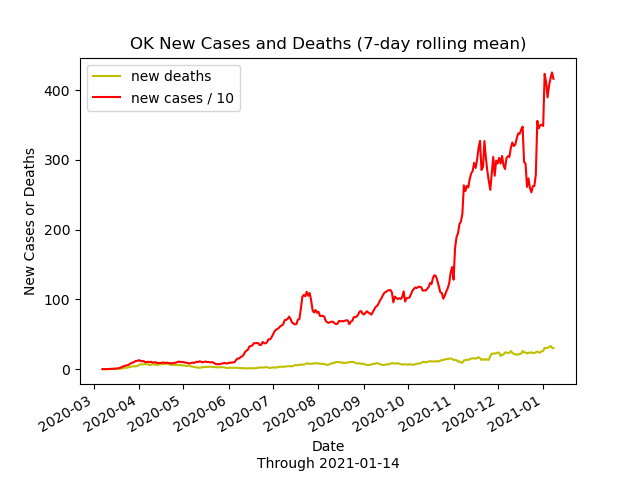 OK New Cases and Deaths (7-day rolling mean)
new deaths
new cases / 10
New Cases or Deaths
400
300
200
100
0
2020-03
2020-04
2020-05
2020-06
2020-07
2020-08
2020-09
2020-10
2020-11
2020-12
2021-01
Date
Through 2021-01-14